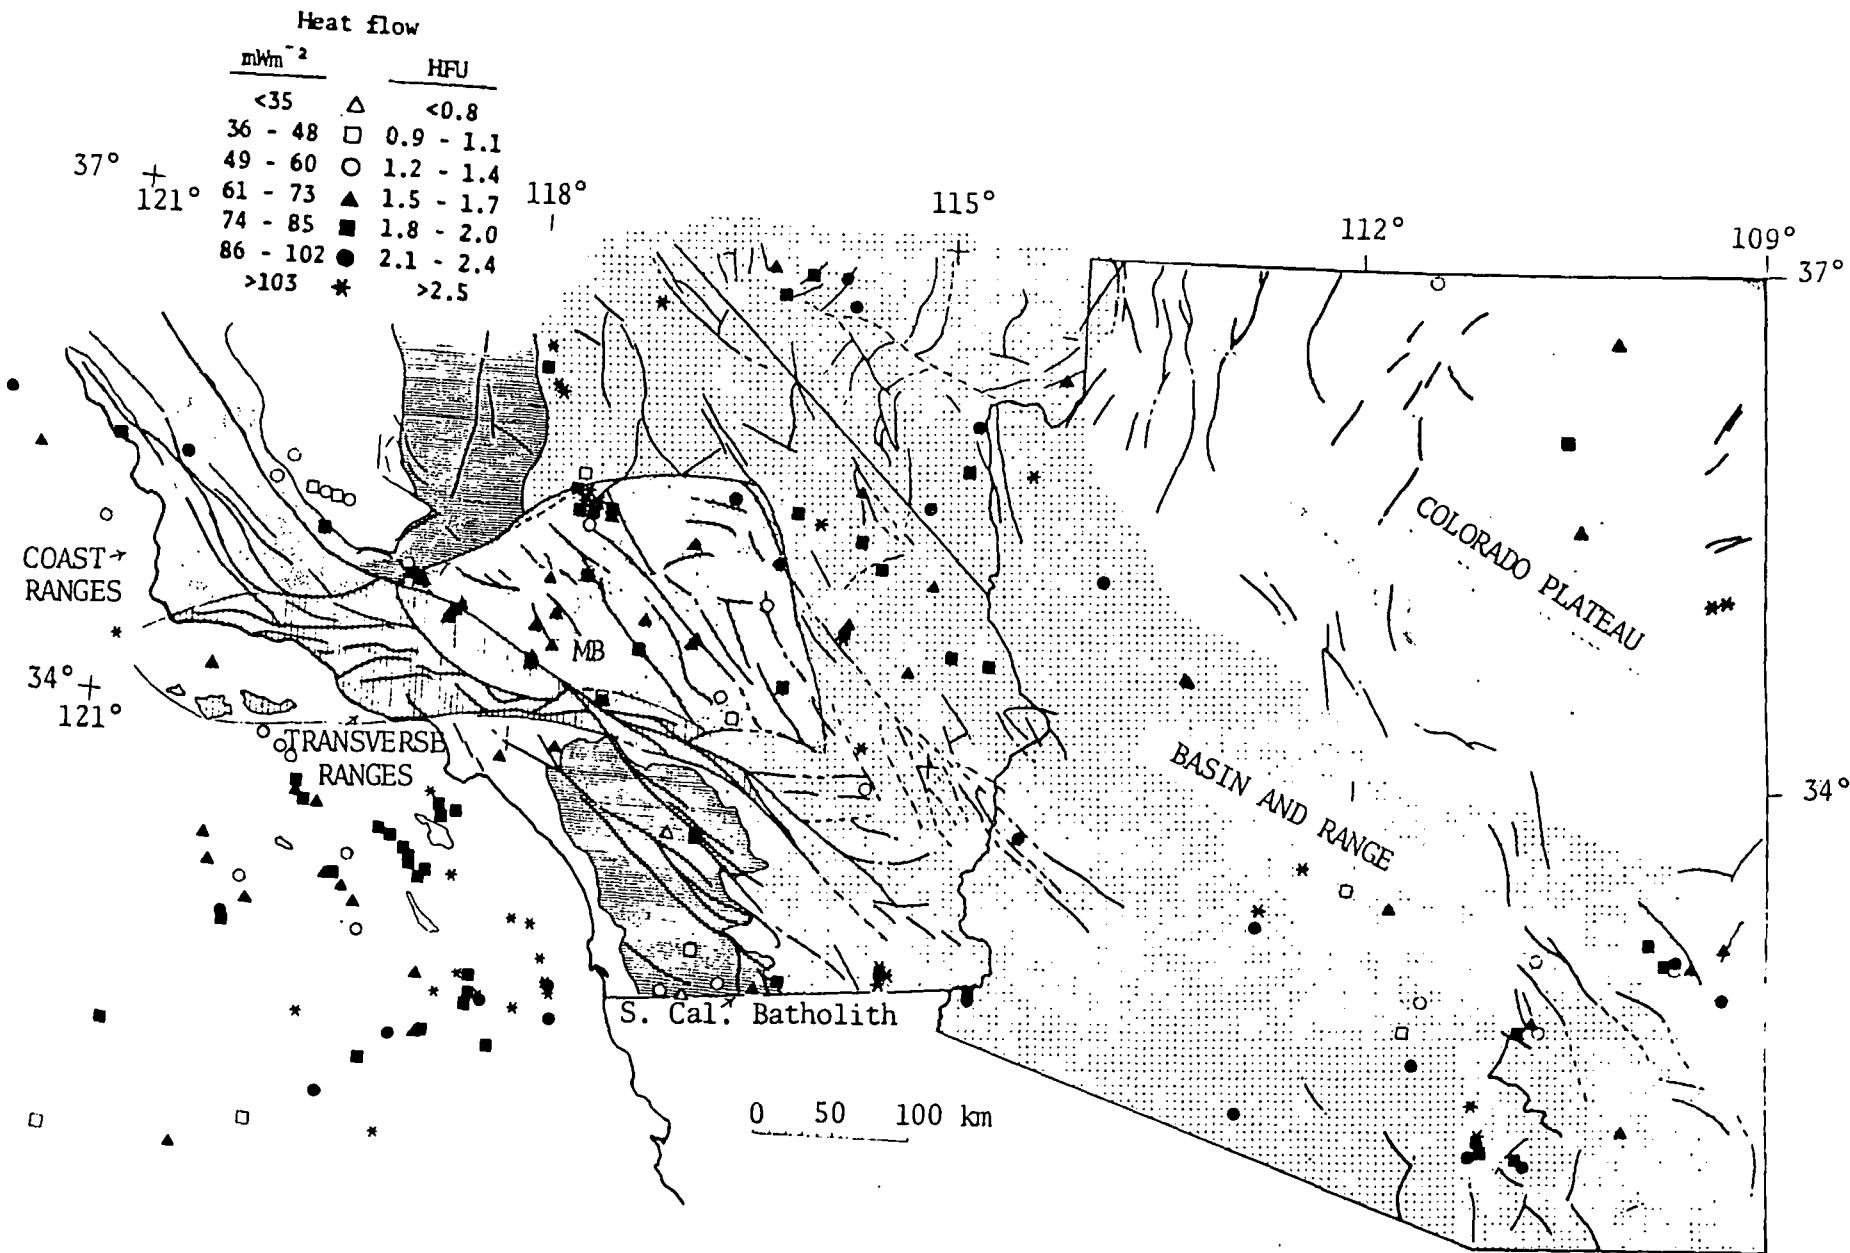 Heat flow
mWm⁻² HFU
<35 △ <0.8
36 - 48 □ 0.9 - 1.1
49 - 60 ○ 1.2 - 1.4
61 - 73 ▲ 1.5 - 1.7
74 - 85 ■ 1.8 - 2.0
86 - 102 ● 2.1 - 2.4
>103 * >2.5
37°
121°
118°
115°
112°
109°
37°
COAST
RANGES
COLORADO PLATEAU
MB
34°
121°
TRANSVERSE
RANGES
BASIN AND RANGE
34°
S. Cal. Batholith
0 50 100 km